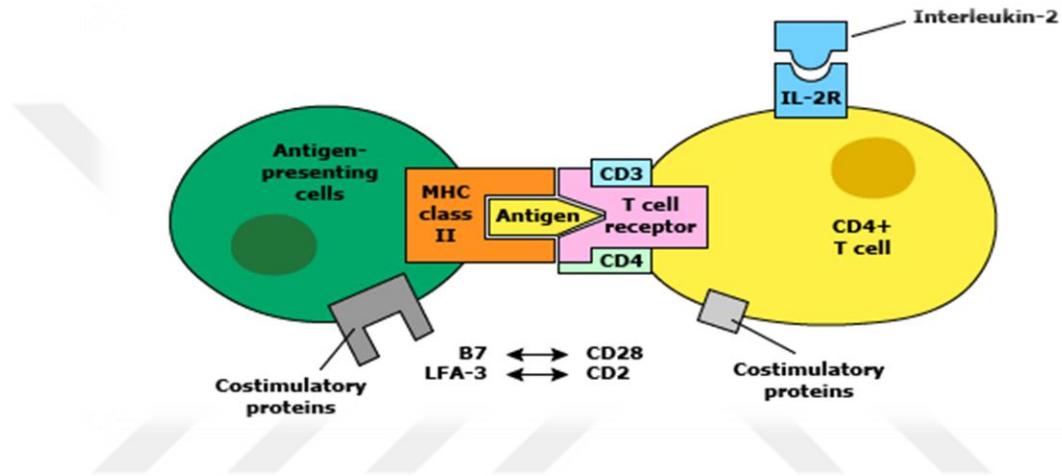 Interleukin-2
IL-2R
Antigen-
presenting
cells
MHC
class
II
Antigen
CD3
T cell
receptor
CD4
CD4+
T cell
Costimulatory
proteins
B7 ↔ CD28
LFA-3 ↔ CD2
Costimulatory
proteins